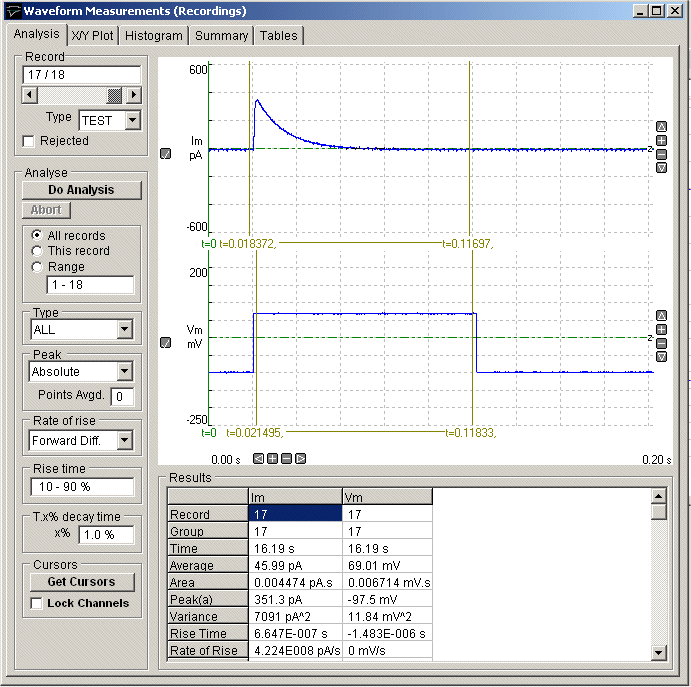 Waveform Measurements (Recordings)
Analysis X/Y Plot Histogram Summary Tables
Record
17 / 18
Type TEST
Rejected
Analyse
Do Analysis
Abort
All records
This record
Range
1 - 18
Type
ALL
Peak
Absolute
Points Avgd. 0
Rate of rise
Forward Diff.
Rise time
10 - 90 %
T.x% decay time
x% 1.0 %
Cursors
Get Cursors
Lock Channels
600
Im
pA
z
-600
t=0 t=0.018372, t=0.11697,
200
Vm
mV
z
-250
t=0 t=0.021495, t=0.11833,
0.00 s 0.20 s
Results
Im Vm
Record 17 17
Group 17 17
Time 16.19 s 16.19 s
Average 45.99 pA 69.01 mV
Area 0.004474 pA.s 0.006714 mV.s
Peak(a) 351.3 pA -97.5 mV
Variance 7091 pA^2 11.84 mV^2
Rise Time 6.647E-007 s -1.483E-006 s
Rate of Rise 4.224E008 pA/s 0 mV/s